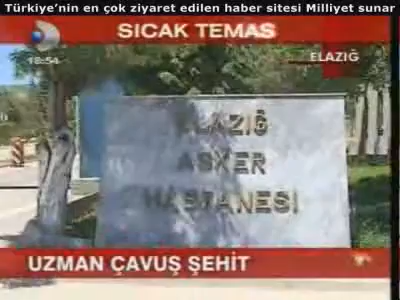 Türkiye'nin en çok ziyaret edilen haber sitesi Milliyet sunar
SICAK TEMAS
18:54
ELAZIĞ
ELAZIĞ
ASKER
HASTANESİ
UZMAN ÇAVUŞ ŞEHİT